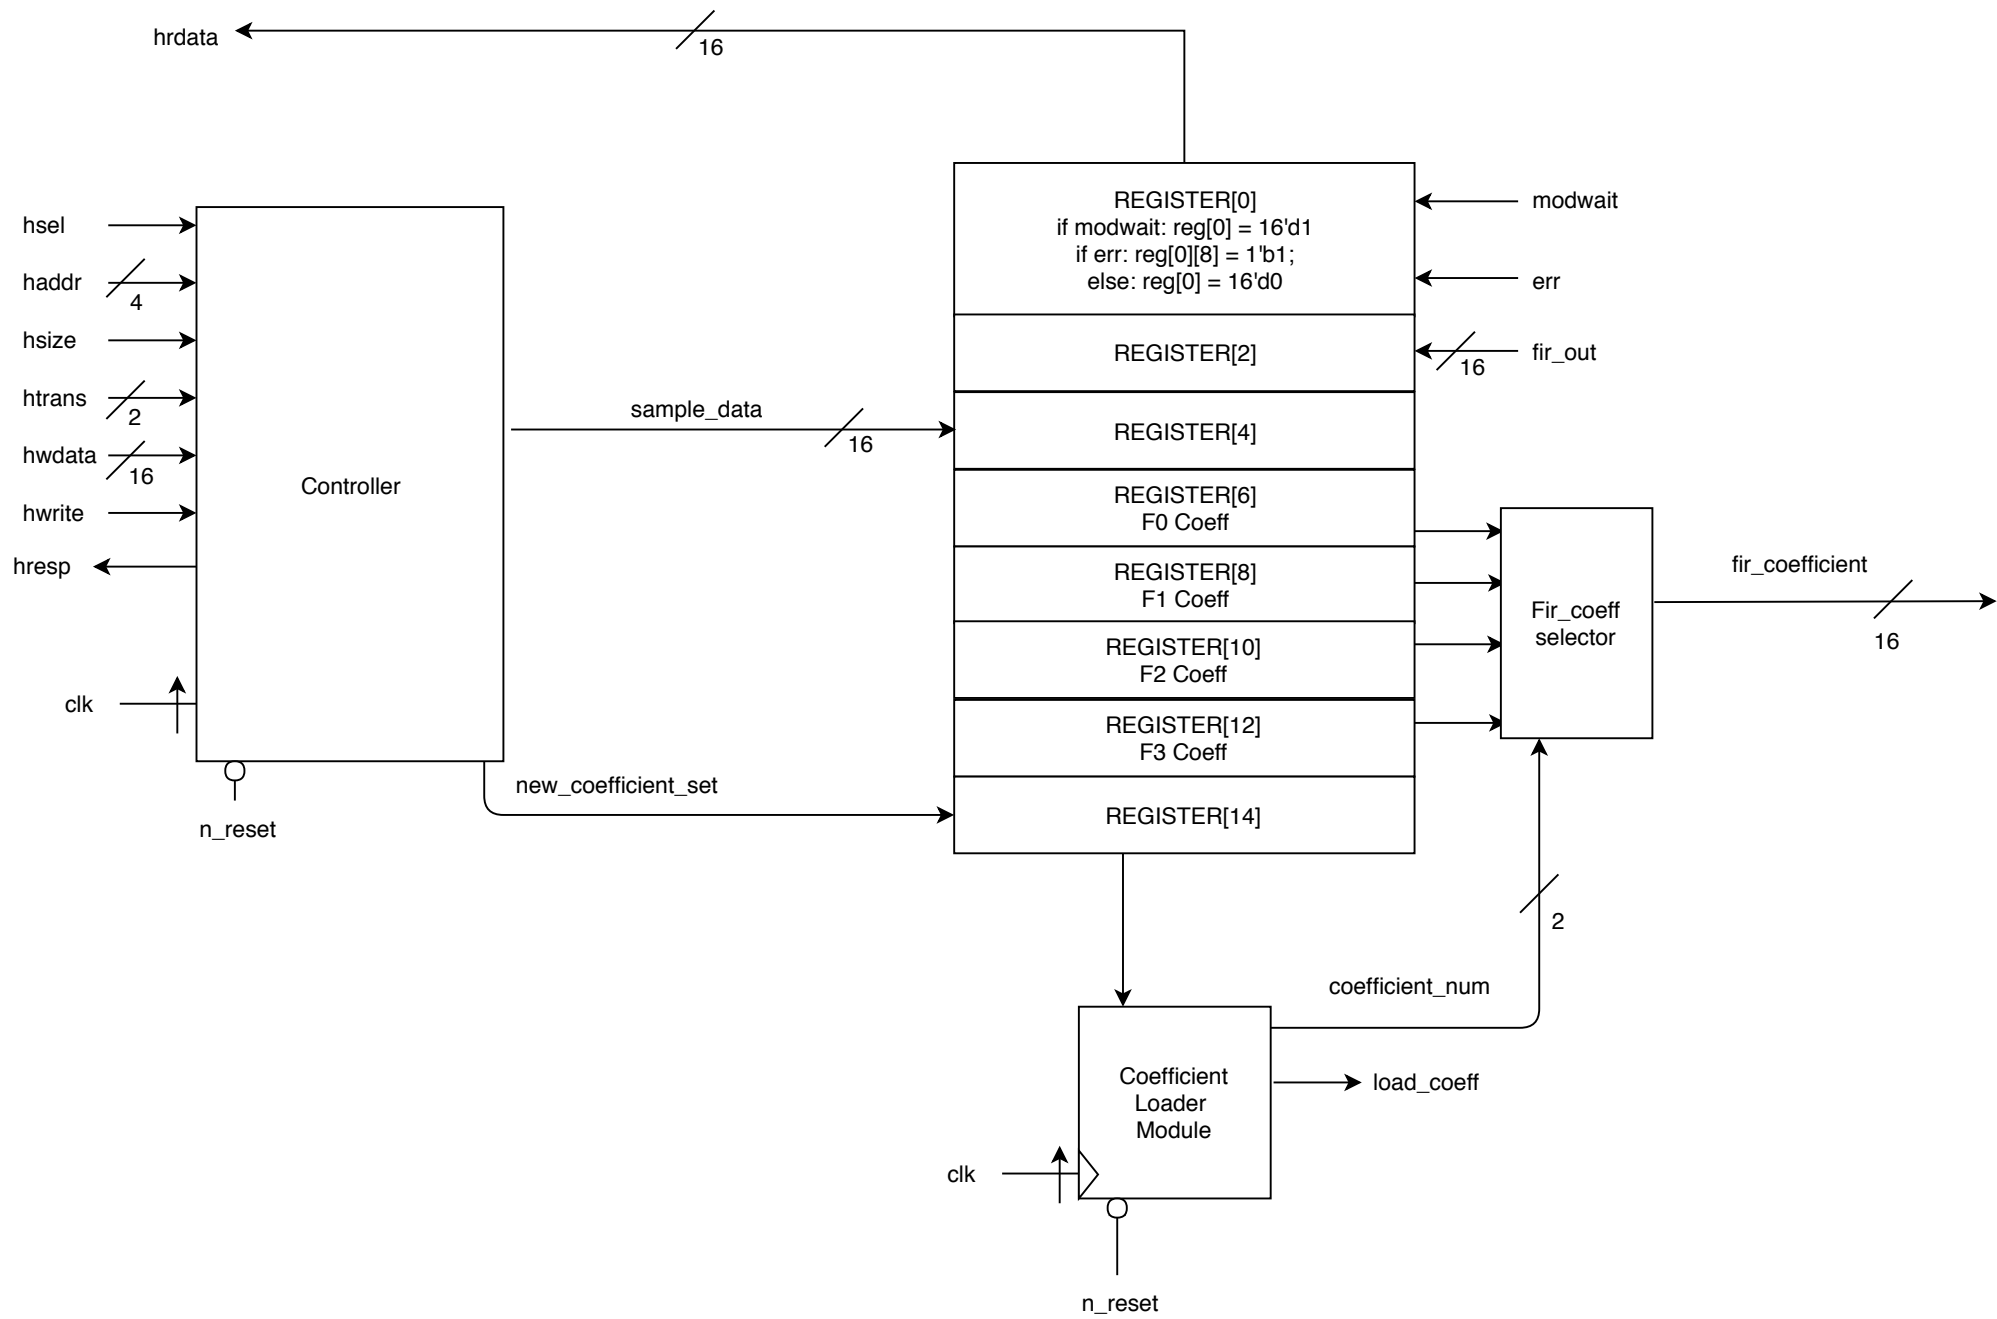 hrdata
16
hsel
haddr
4
hsize
htrans
2
hwdata
16
hwrite
hresp
clk
n_reset
Controller
sample_data
16
new_coefficient_set
REGISTER[0]
if modwait: reg[0] = 16'd1
if err: reg[0][8] = 1'b1;
else: reg[0] = 16'd0
REGISTER[2]
REGISTER[4]
REGISTER[6]
F0 Coeff
REGISTER[8]
F1 Coeff
REGISTER[10]
F2 Coeff
REGISTER[12]
F3 Coeff
REGISTER[14]
modwait
err
16
fir_out
Fir_coeff
selector
fir_coefficient
16
2
coefficient_num
Coefficient
Loader
Module
load_coeff
clk
n_reset